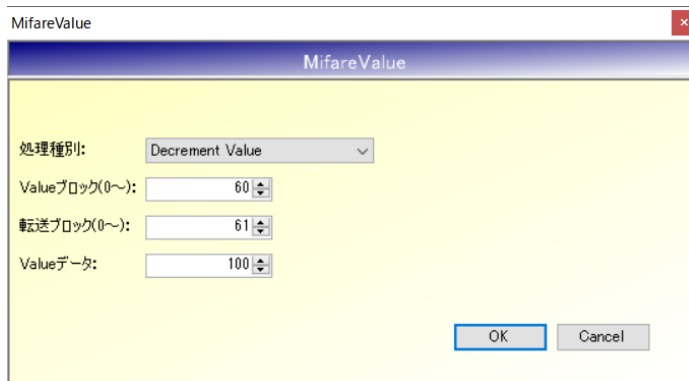 MifareValue
MifareValue
処理種別: Decrement Value
Valueブロック(0～): 60
転送ブロック(0～): 61
Valueデータ: 100
OK Cancel